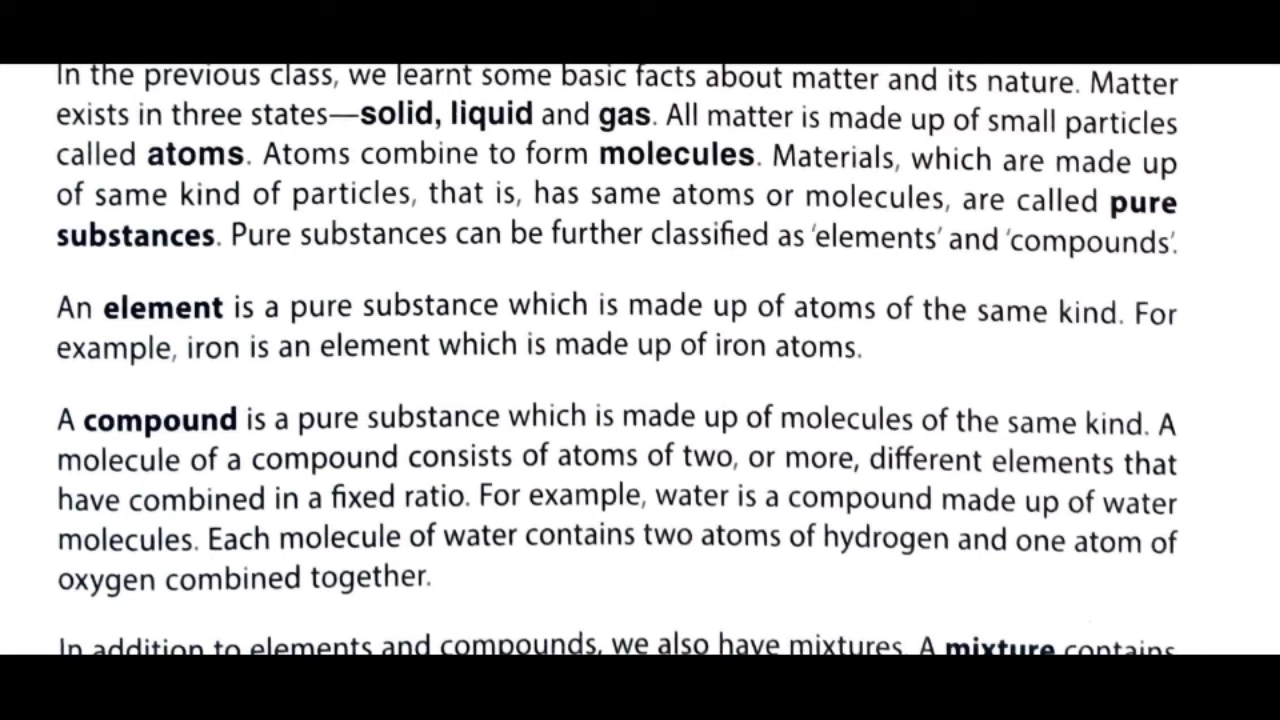 In the previous class, we learnt some basic facts about matter and its nature. Matter
exists in three states—solid, liquid and gas. All matter is made up of small particles
called atoms. Atoms combine to form molecules. Materials, which are made up
of same kind of particles, that is, has same atoms or molecules, are called pure
substances. Pure substances can be further classified as 'elements' and 'compounds'.
An element is a pure substance which is made up of atoms of the same kind. For
example, iron is an element which is made up of iron atoms.
A compound is a pure substance which is made up of molecules of the same kind. A
molecule of a compound consists of atoms of two, or more, different elements that
have combined in a fixed ratio. For example, water is a compound made up of water
molecules. Each molecule of water contains two atoms of hydrogen and one atom of
oxygen combined together.
In addition to elements and compounds, we also have mixtures. A mixture contains